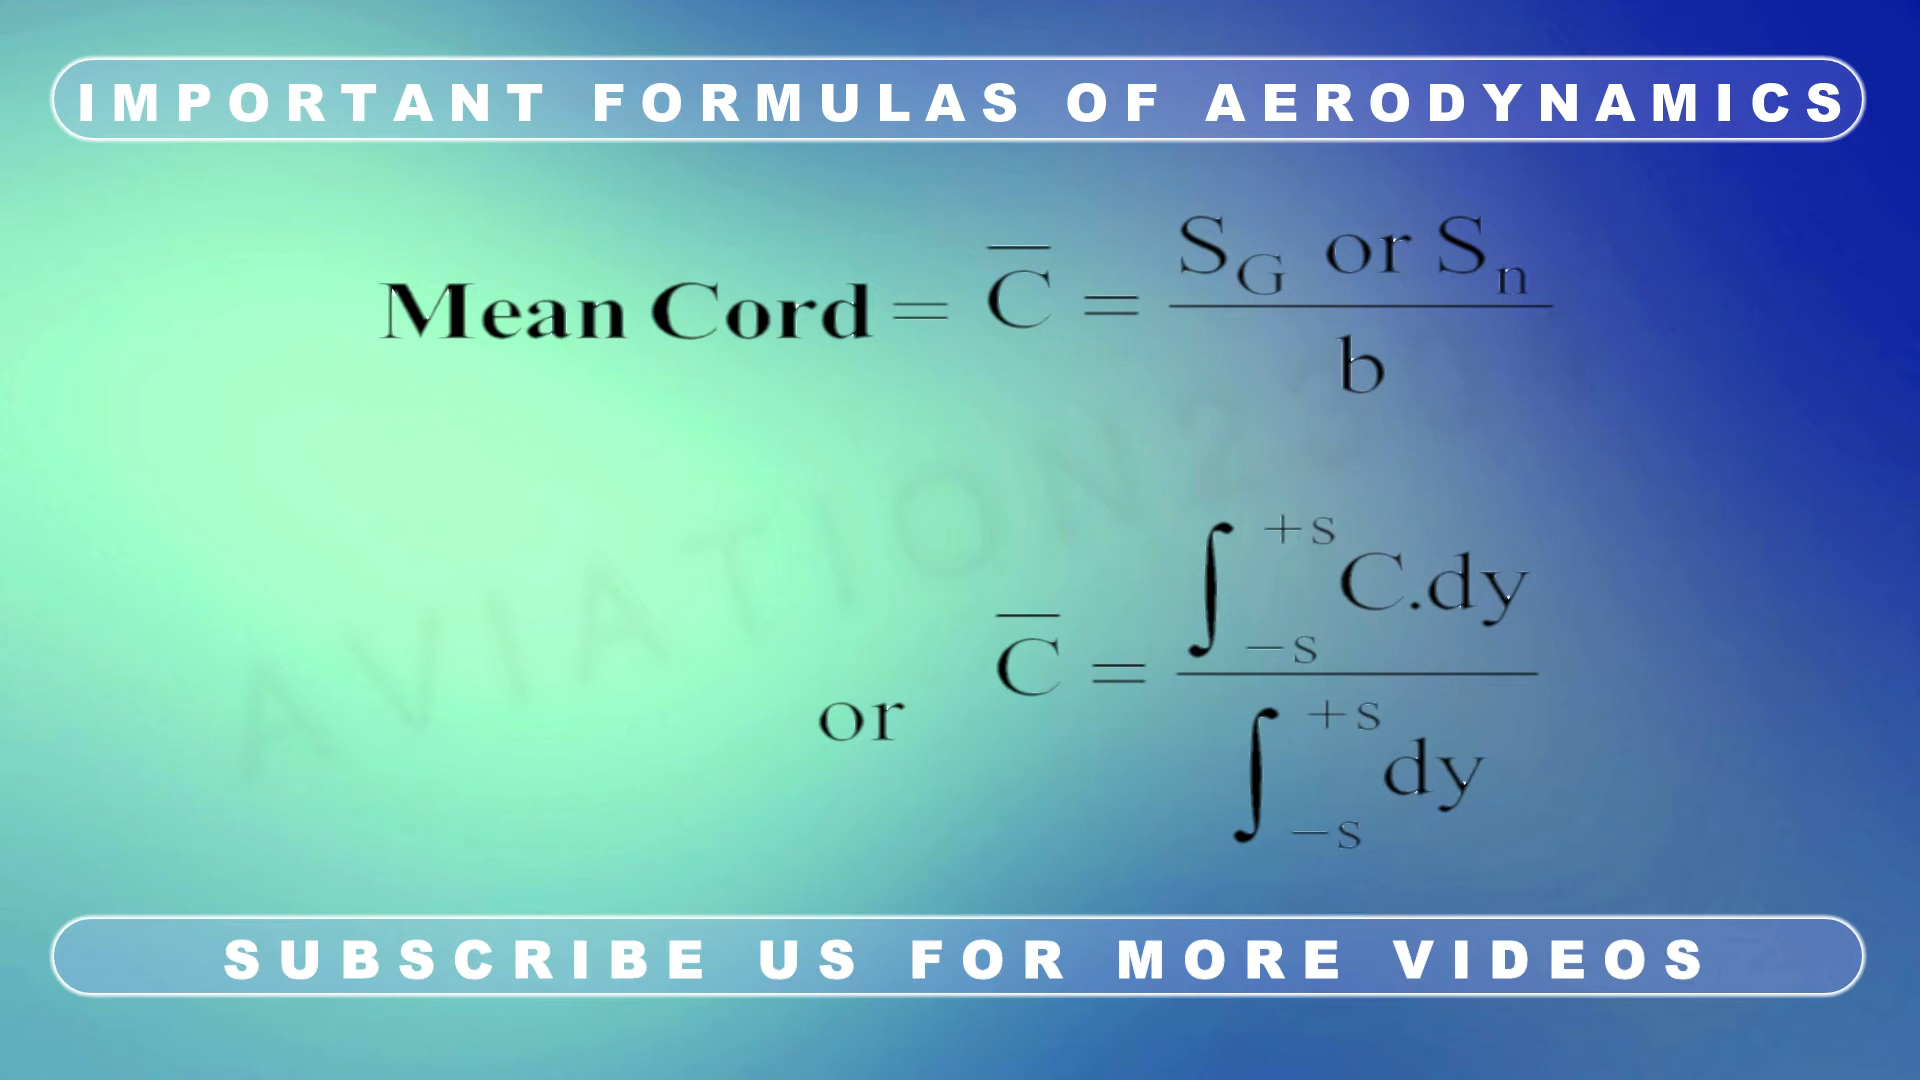 IMPORTANT FORMULAS OF AERODYNAMICS
Mean Cord = C̅ = S_G or S_n / b
or C̅ = ∫_{-s}^{+s} C.dy / ∫_{-s}^{+s} dy
SUBSCRIBE US FOR MORE VIDEOS